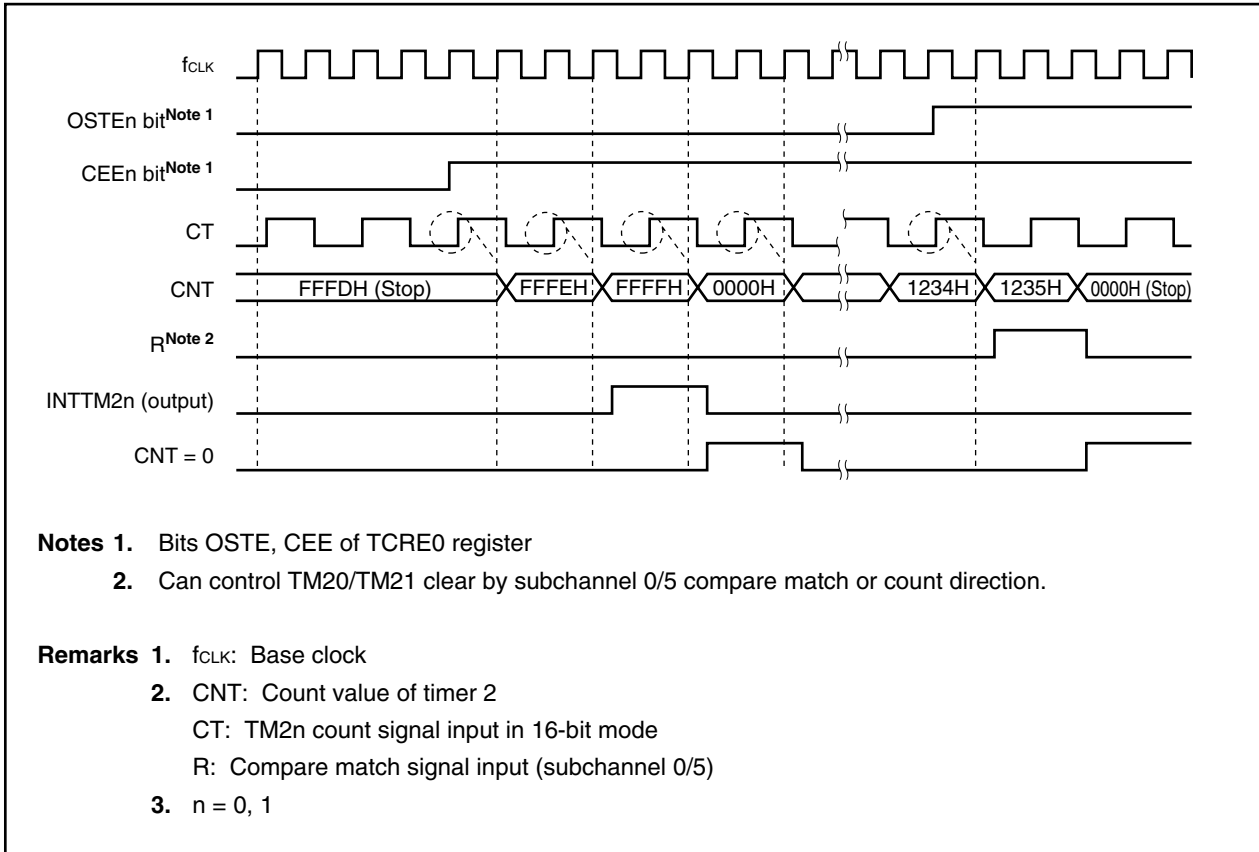 fCLK
OSTEn bitNote 1
CEEn bitNote 1
CT
CNT FFFDH (Stop) FFFEH FFFFH 0000H 1234H 1235H 0000H (Stop)
RNote 2
INTTM2n (output)
CNT = 0
Notes 1. Bits OSTE, CEE of TCRE0 register
2. Can control TM20/TM21 clear by subchannel 0/5 compare match or count direction.
Remarks 1. fCLK: Base clock
2. CNT: Count value of timer 2
CT: TM2n count signal input in 16-bit mode
R: Compare match signal input (subchannel 0/5)
3. n = 0, 1